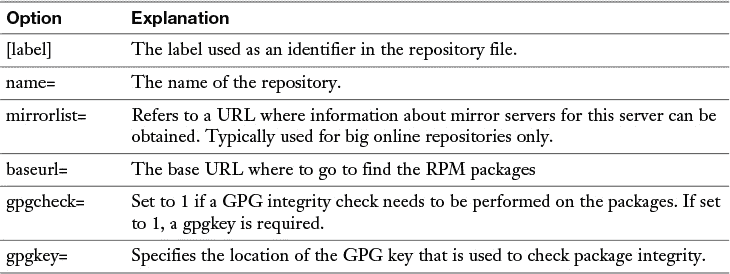 Option Explanation
[label] The label used as an identifier in the repository file.
name= The name of the repository.
mirrorlist= Refers to a URL where information about mirror servers for this server can be
obtained. Typically used for big online repositories only.
baseurl= The base URL where to go to find the RPM packages
gpgcheck= Set to 1 if a GPG integrity check needs to be performed on the packages. If set
to 1, a gpgkey is required.
gpgkey= Specifies the location of the GPG key that is used to check package integrity.